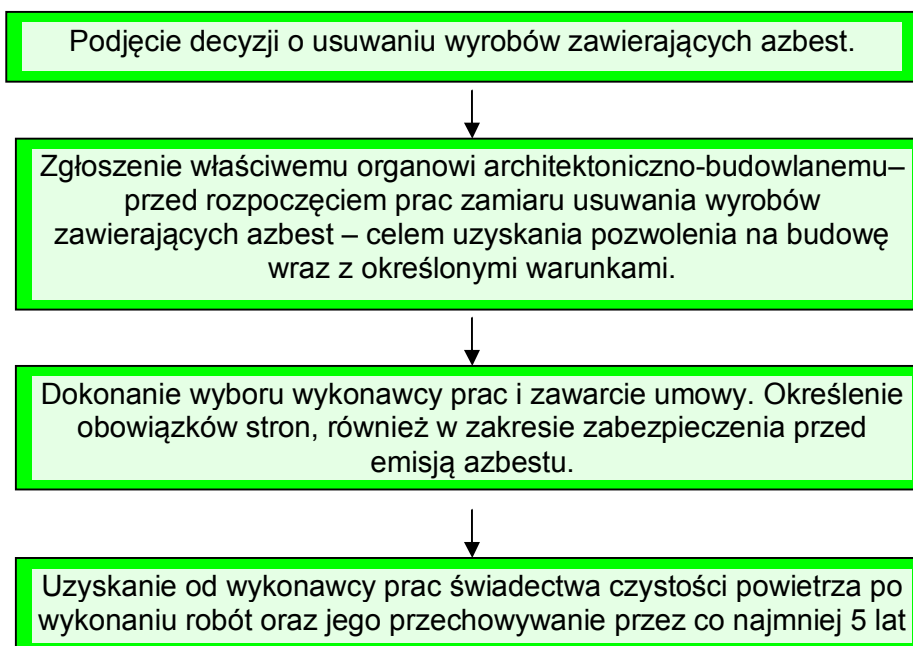 Podjęcie decyzji o usuwaniu wyrobów zawierających azbest.
Zgłoszenie właściwemu organowi architektoniczno-budowlanemu–
przed rozpoczęciem prac zamiaru usuwania wyrobów
zawierających azbest – celem uzyskania pozwolenia na budowę
wraz z określonymi warunkami.
Dokonanie wyboru wykonawcy prac i zawarcie umowy. Określenie
obowiązków stron, również w zakresie zabezpieczenia przed
emisją azbestu.
Uzyskanie od wykonawcy prac świadectwa czystości powietrza po
wykonaniu robót oraz jego przechowywanie przez co najmniej 5 lat